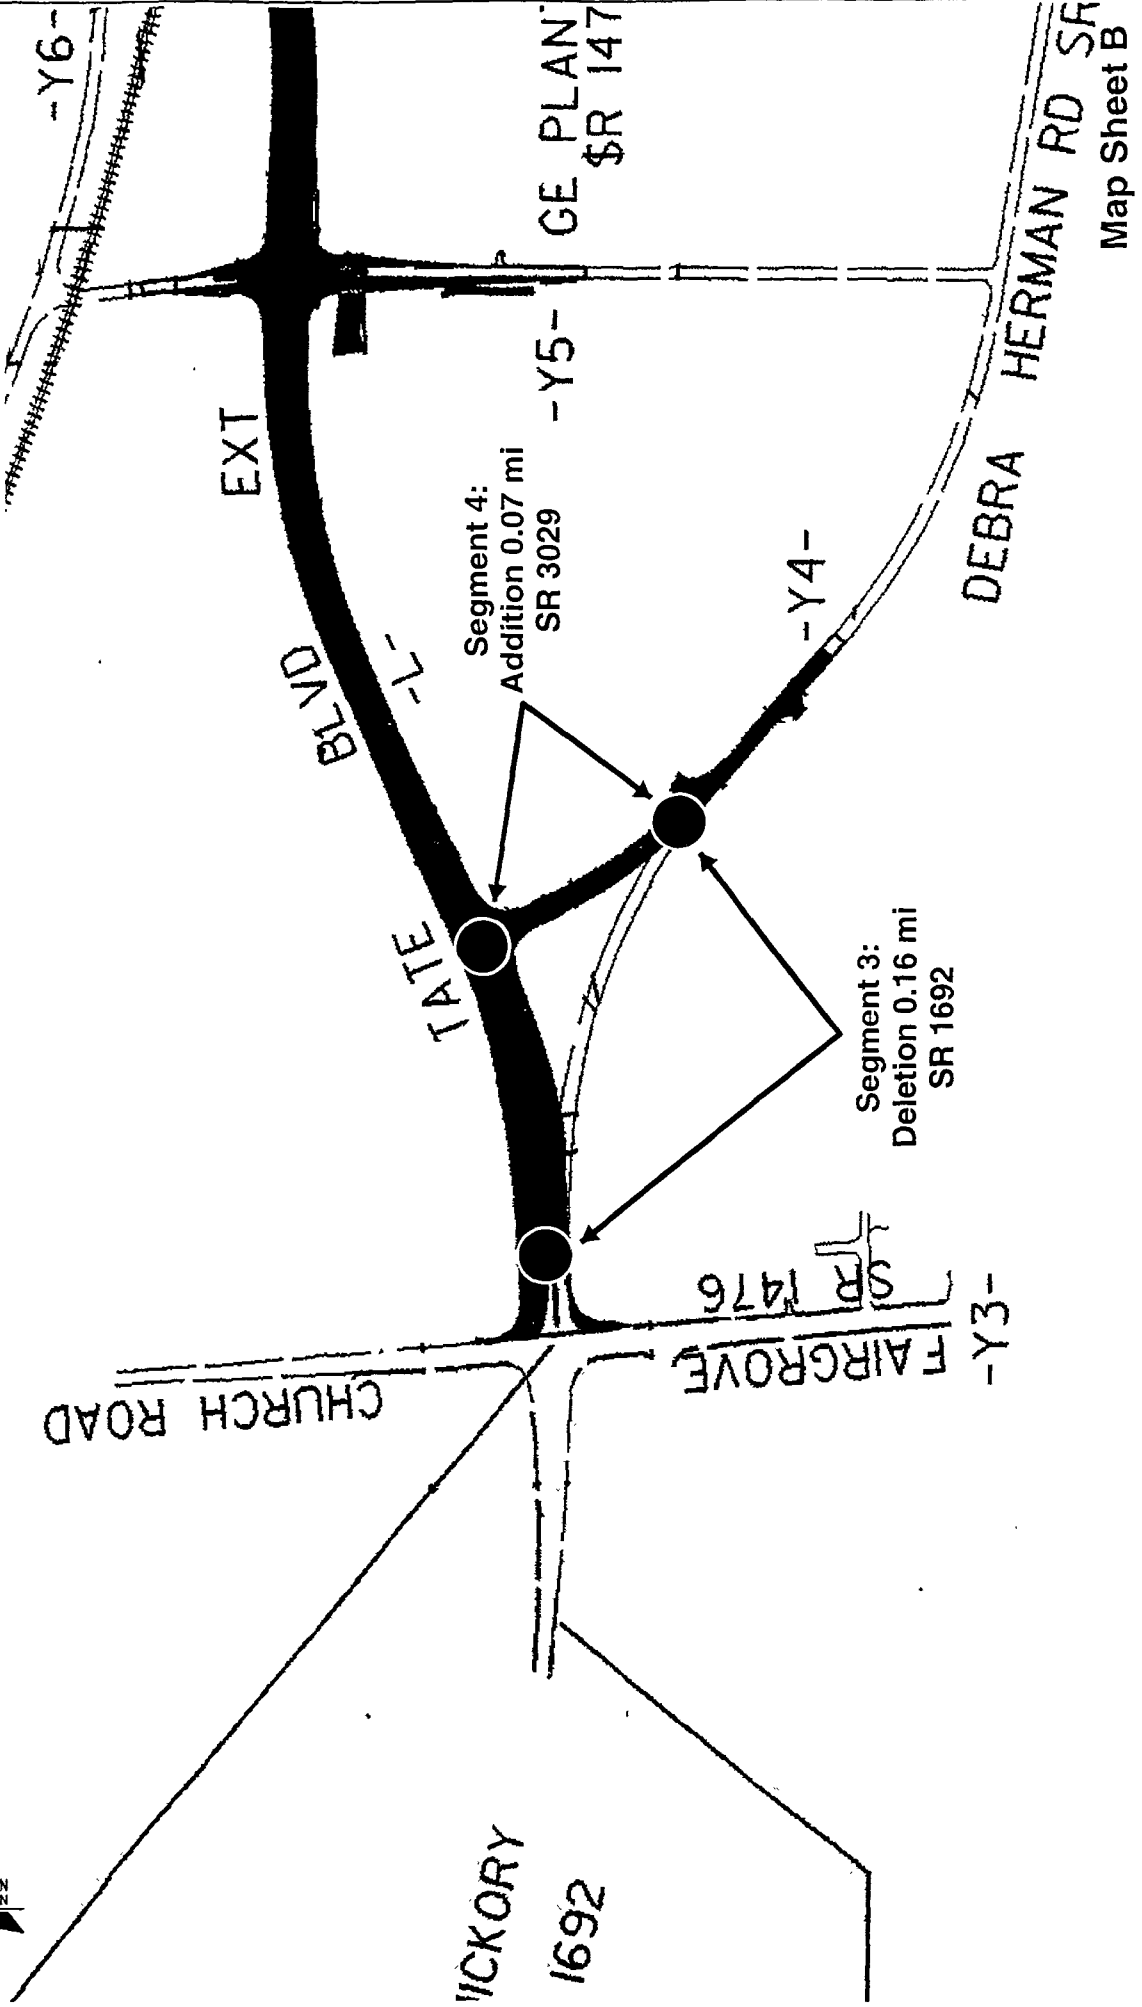 -Y6-
GE PLAN
SR 147
HERMAN RD SR
Map Sheet B
EXT
-Y5-
Segment 4:
Addition 0.07 mi
SR 3029
DEBRA
-Y4-
BLVD
-L-
TATE
Segment 3:
Deletion 0.16 mi
SR 1692
SR 1476
FAIRGROVE
-Y3-
CHURCH ROAD
ICKORY
1692